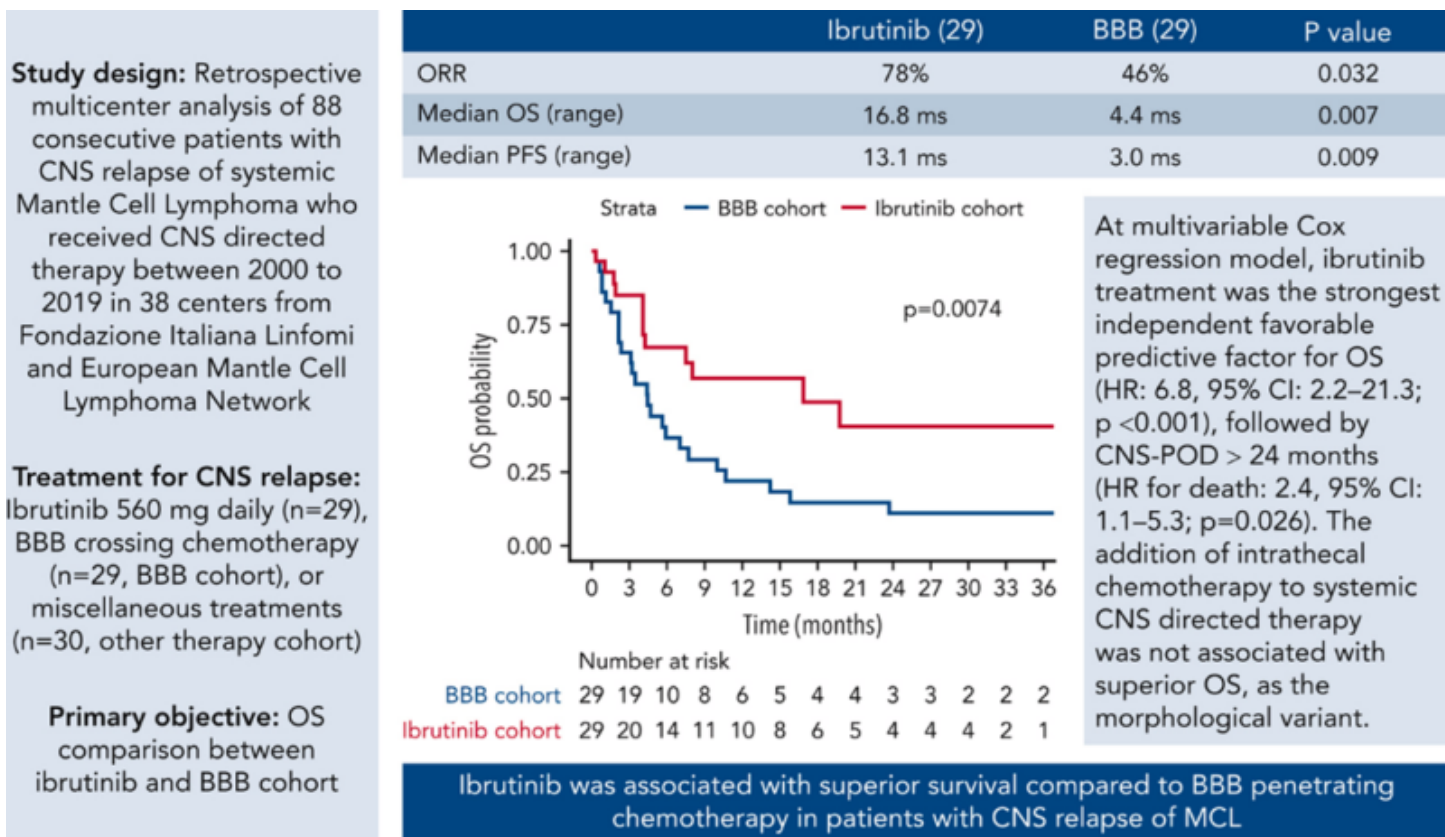 Study design: Retrospective
multicenter analysis of 88
consecutive patients with
CNS relapse of systemic
Mantle Cell Lymphoma who
received CNS directed
therapy between 2000 to
2019 in 38 centers from
Fondazione Italiana Linfomi
and European Mantle Cell
Lymphoma Network
Treatment for CNS relapse:
Ibrutinib 560 mg daily (n=29),
BBB crossing chemotherapy
(n=29, BBB cohort), or
miscellaneous treatments
(n=30, other therapy cohort)
Primary objective: OS
comparison between
ibrutinib and BBB cohort
Ibrutinib (29) BBB (29) P value
ORR 78% 46% 0.032
Median OS (range) 16.8 ms 4.4 ms 0.007
Median PFS (range) 13.1 ms 3.0 ms 0.009
Strata BBB cohort Ibrutinib cohort
p=0.0074
OS probability
1.00
0.75
0.50
0.25
0.00
0 3 6 9 12 15 18 21 24 27 30 33 36
Time (months)
Number at risk
BBB cohort 29 19 10 8 6 5 4 4 3 3 2 2 2
Ibrutinib cohort 29 20 14 11 10 8 6 5 4 4 4 2 1
At multivariable Cox
regression model, ibrutinib
treatment was the strongest
independent favorable
predictive factor for OS
(HR: 6.8, 95% CI: 2.2–21.3;
p <0.001), followed by
CNS-POD > 24 months
(HR for death: 2.4, 95% CI:
1.1–5.3; p=0.026). The
addition of intrathecal
chemotherapy to systemic
CNS directed therapy
was not associated with
superior OS, as the
morphological variant.
Ibrutinib was associated with superior survival compared to BBB penetrating
chemotherapy in patients with CNS relapse of MCL